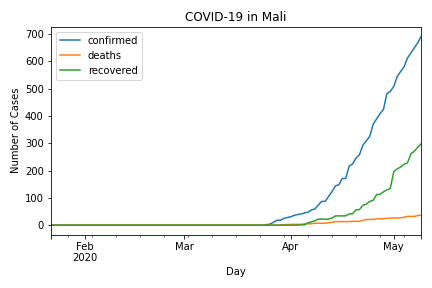 COVID-19 in Mali
confirmed
deaths
recovered
Number of Cases
700
600
500
400
300
200
100
0
Feb
2020
Mar
Apr
May
Day